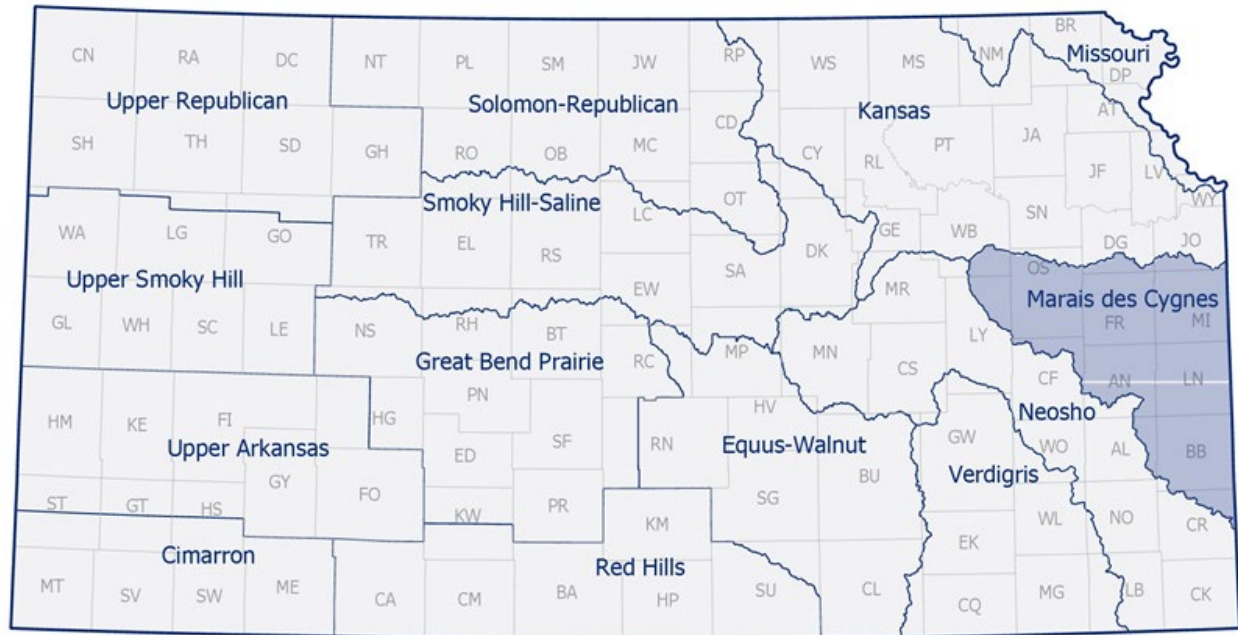 CN RA DC NT PL SM JW RP WS MS NM BR
Missouri
DP
Upper Republican Solomon-Republican Kansas
AT
SH TH SD GH RO OB MC CD CY RL PT JA JF LV
WY
Smoky Hill-Saline
WA LG GO TR EL RS LC OT DK GE WB SN DG JO
OS
Upper Smoky Hill
SA
EW MR
Marais des Cygnes
GL WH SC LE NS RH BT RC MP MN CS LY FR MI
Great Bend Prairie
CF AN LN
PN
HM KE FI HG HV
Neosho
Upper Arkansas ED SF RN Equus-Walnut GW WO AL BB
BU
Verdigris
GY FO SG
ST GT HS KW PR KM WL NO CR
Cimarron Red Hills
EK
MT SV SW ME CA CM BA HP SU CL CQ MG LB CK